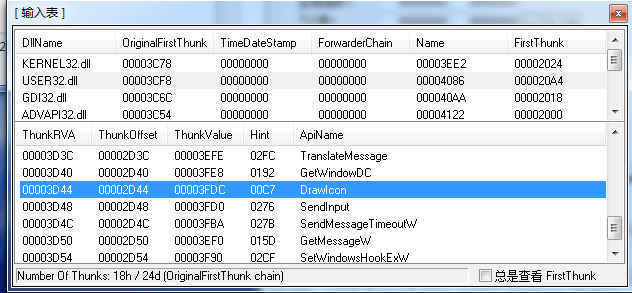 [ 输入表 ]
DllName OriginalFirstThunk TimeDateStamp ForwarderChain Name FirstThunk
KERNEL32.dll 00003C78 00000000 00000000 00003EE2 00002024
USER32.dll 00003CF8 00000000 00000000 00004086 000020A4
GDI32.dll 00003C6C 00000000 00000000 000040AA 00002018
ADVAPI32.dll 00003C54 00000000 00000000 00004122 00002000
ThunkRVA ThunkOffset ThunkValue Hint ApiName
00003D3C 00002D3C 00003EFE 02FC TranslateMessage
00003D40 00002D40 00003FE8 0192 GetWindowDC
00003D44 00002D44 00003FDC 00C7 DrawIcon
00003D48 00002D48 00003FD0 0276 SendInput
00003D4C 00002D4C 00003FBA 027B SendMessageTimeoutW
00003D50 00002D50 00003EF0 015D GetMessageW
00003D54 00002D54 00003F90 02CF SetWindowsHookExW
Number Of Thunks: 18h / 24d (OriginalFirstThunk chain) 总是查看 FirstThunk